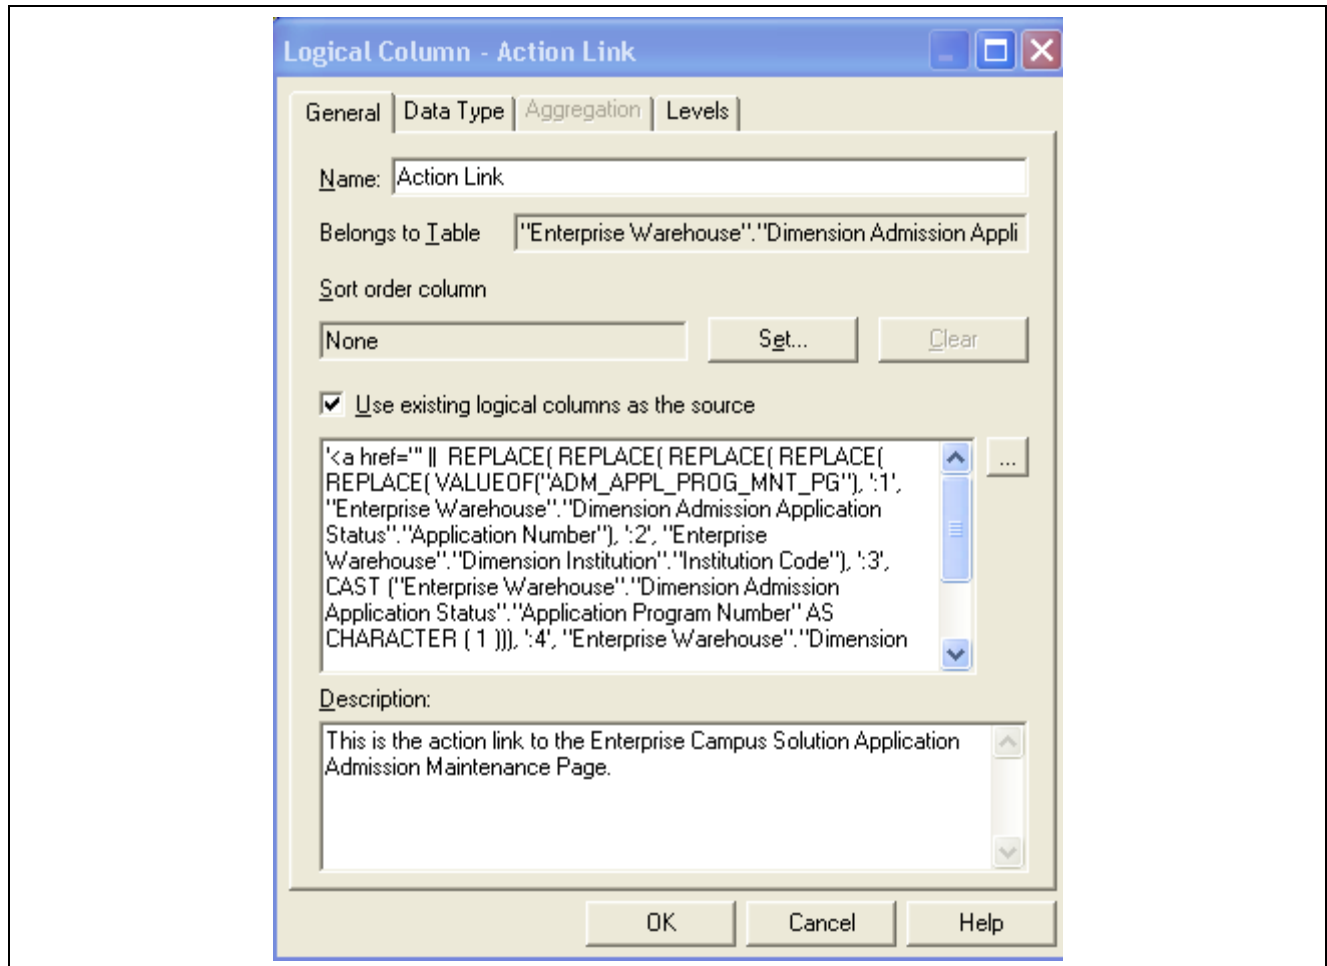 Logical Column - Action Link
General Data Type Aggregation Levels
Name: Action Link
Belongs to Table "Enterprise Warehouse"."Dimension Admission Appli
Sort order column
None Set... Clear
Use existing logical columns as the source
'<a href="' || REPLACE( REPLACE( REPLACE( REPLACE(
REPLACE( VALUEOF("ADM_APPL_PROG_MNT_PG"), ':1',
"Enterprise Warehouse"."Dimension Admission Application
Status"."Application Number"), ':2', "Enterprise
Warehouse"."Dimension Institution"."Institution Code"), ':3',
CAST ("Enterprise Warehouse"."Dimension Admission
Application Status"."Application Program Number" AS
CHARACTER ( 1 ))), ':4', "Enterprise Warehouse"."Dimension
...
Description:
This is the action link to the Enterprise Campus Solution Application
Admission Maintenance Page.
OK Cancel Help